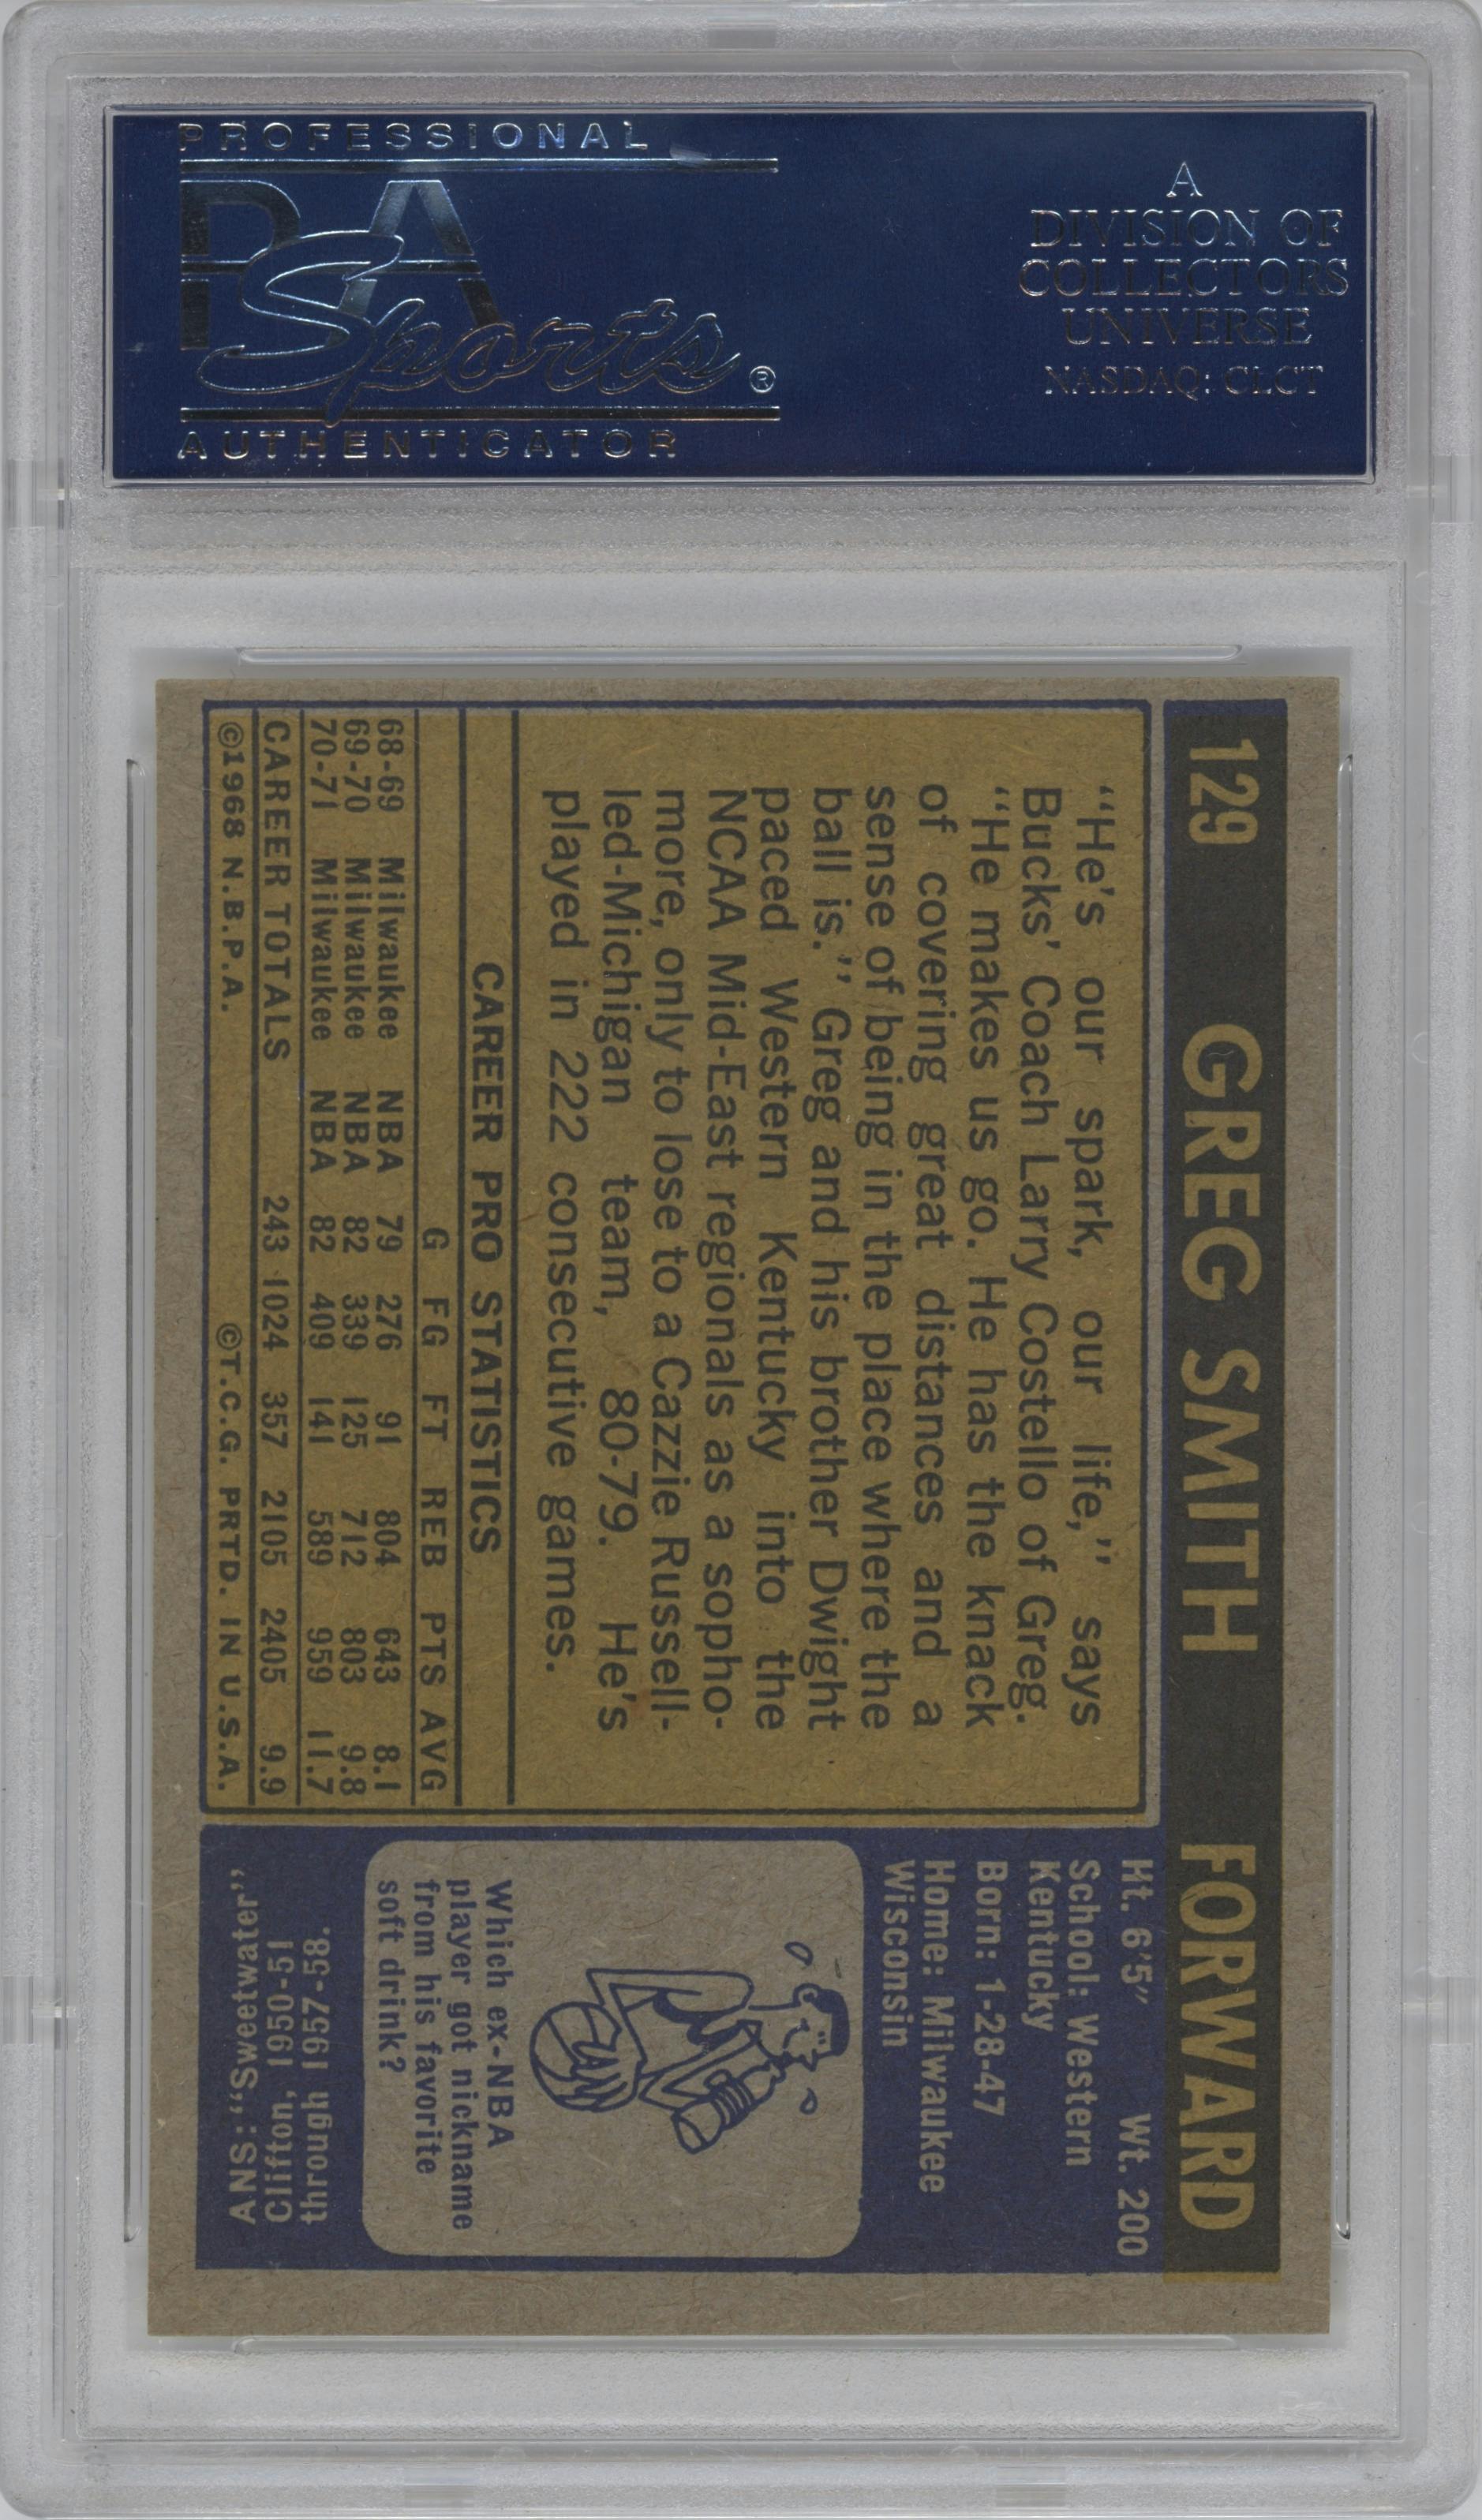 PROFESSIONAL
PSA
Sports®
AUTHENTICATOR
A
DIVISION OF
COLLECTORS
UNIVERSE
NASDAQ: CLCT
129 GREG SMITH FORWARD
“He’s our spark, our life,” says
Bucks’ Coach Larry Costello of Greg.
“He makes us go. He has the knack
of covering great distances and a
sense of being in the place where the
ball is.” Greg and his brother Dwight
paced Western Kentucky into the
NCAA Mid-East regionals as a sopho-
more, only to lose to a Cazzie Russell-
led-Michigan team, 80-79. He’s
played in 222 consecutive games.
CAREER PRO STATISTICS
G FG FT REB PTS AVG
68-69 Milwaukee NBA 79 276 91 804 643 8.1
69-70 Milwaukee NBA 82 339 125 712 803 9.8
70-71 Milwaukee NBA 82 409 141 589 959 11.7
CAREER TOTALS 243 1024 357 2105 2405 9.9
©1968 N.B.P.A. ©T.C.G. PRTD. IN U.S.A.
Ht. 6’5” Wt. 200
School: Western
Kentucky
Born: 1-28-47
Home: Milwaukee
Wisconsin
Which ex-NBA
player got nickname
from his favorite
soft drink?
ANS: “Sweetwater”
Clifton, 1950-51
through 1957-58.